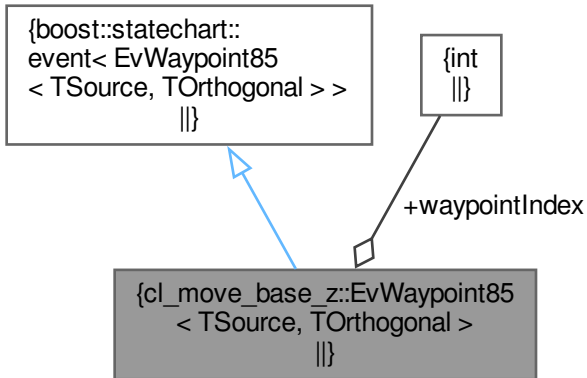 {boost::statechart::
event< EvWaypoint85
< TSource, TOrthogonal > >
||}
{int
||}
+waypointIndex
{cl_move_base_z::EvWaypoint85
< TSource, TOrthogonal >
||}